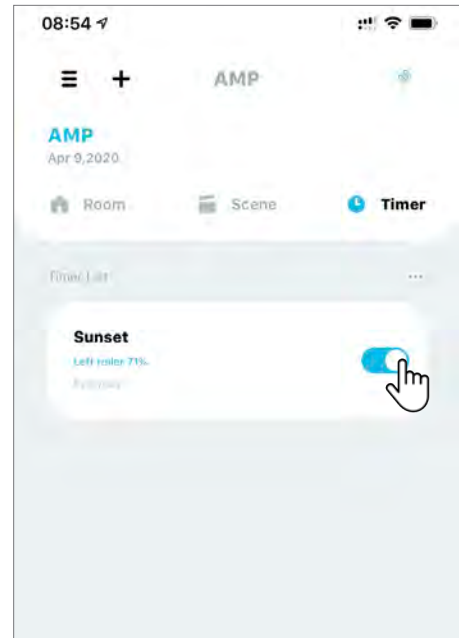 08:54
AMP
AMP
Apr 9,2020
Room Scene Timer
Timer List
Sunset
Left roller 71%